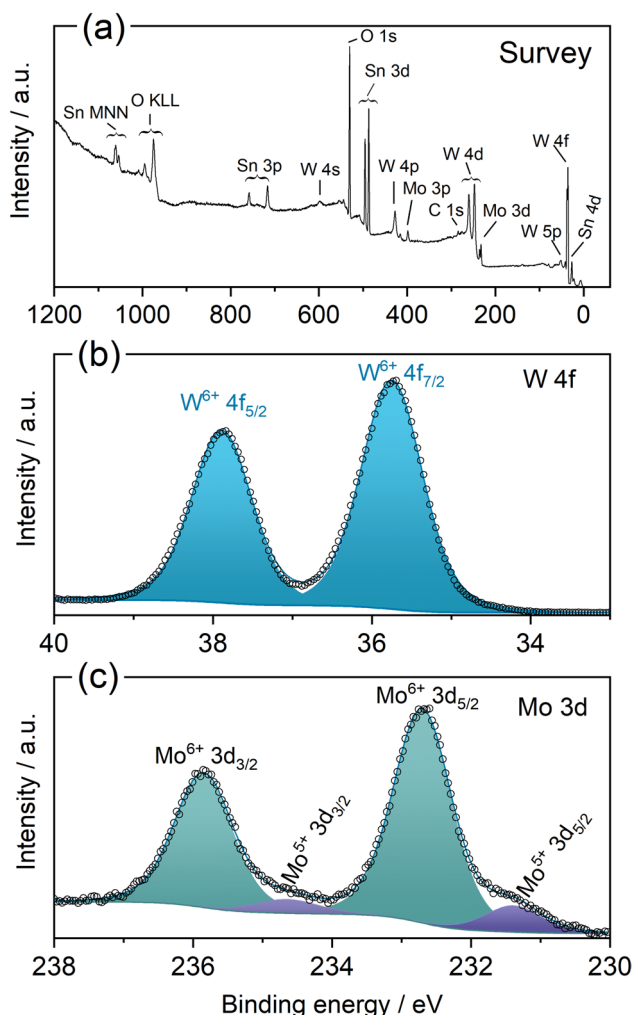 (a)
Survey
Intensity / a.u.
O 1s
Sn 3d
Sn MNN
O KLL
Sn 3p
W 4s
W 4p
Mo 3p
C 1s
W 4d
Mo 3d
W 5p
W 4f
Sn 4d
1200 1000 800 600 400 200 0
(b)
W 4f
Intensity / a.u.
W⁶⁺ 4f₅/₂
W⁶⁺ 4f₇/₂
40 38 36 34
(c)
Mo 3d
Intensity / a.u.
Mo⁶⁺ 3d₃/₂
Mo⁵⁺ 3d₃/₂
Mo⁶⁺ 3d₅/₂
Mo⁵⁺ 3d₅/₂
238 236 234 232 230
Binding energy / eV